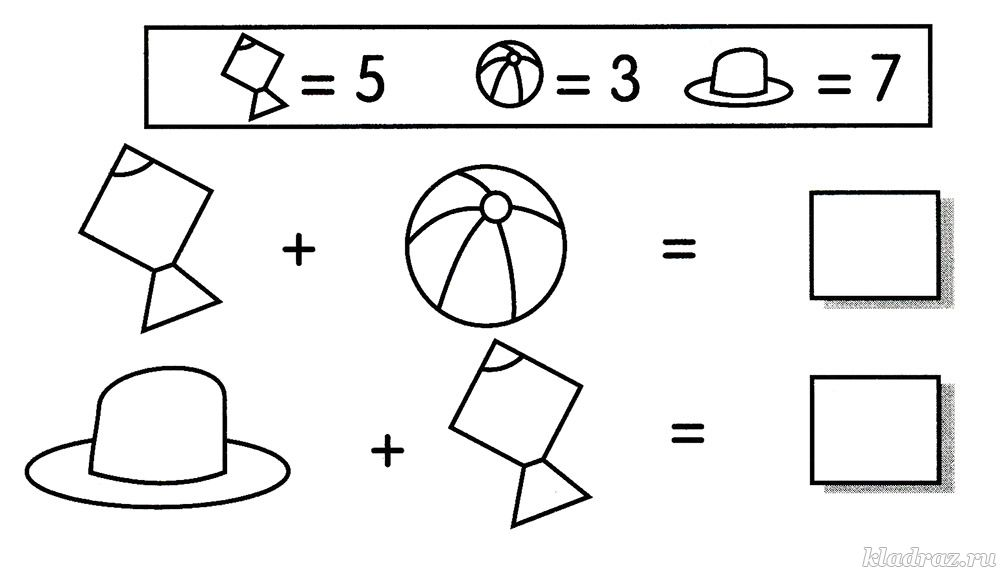 = 5 = 3 = 7
+ =
+ =
kladraz.ru